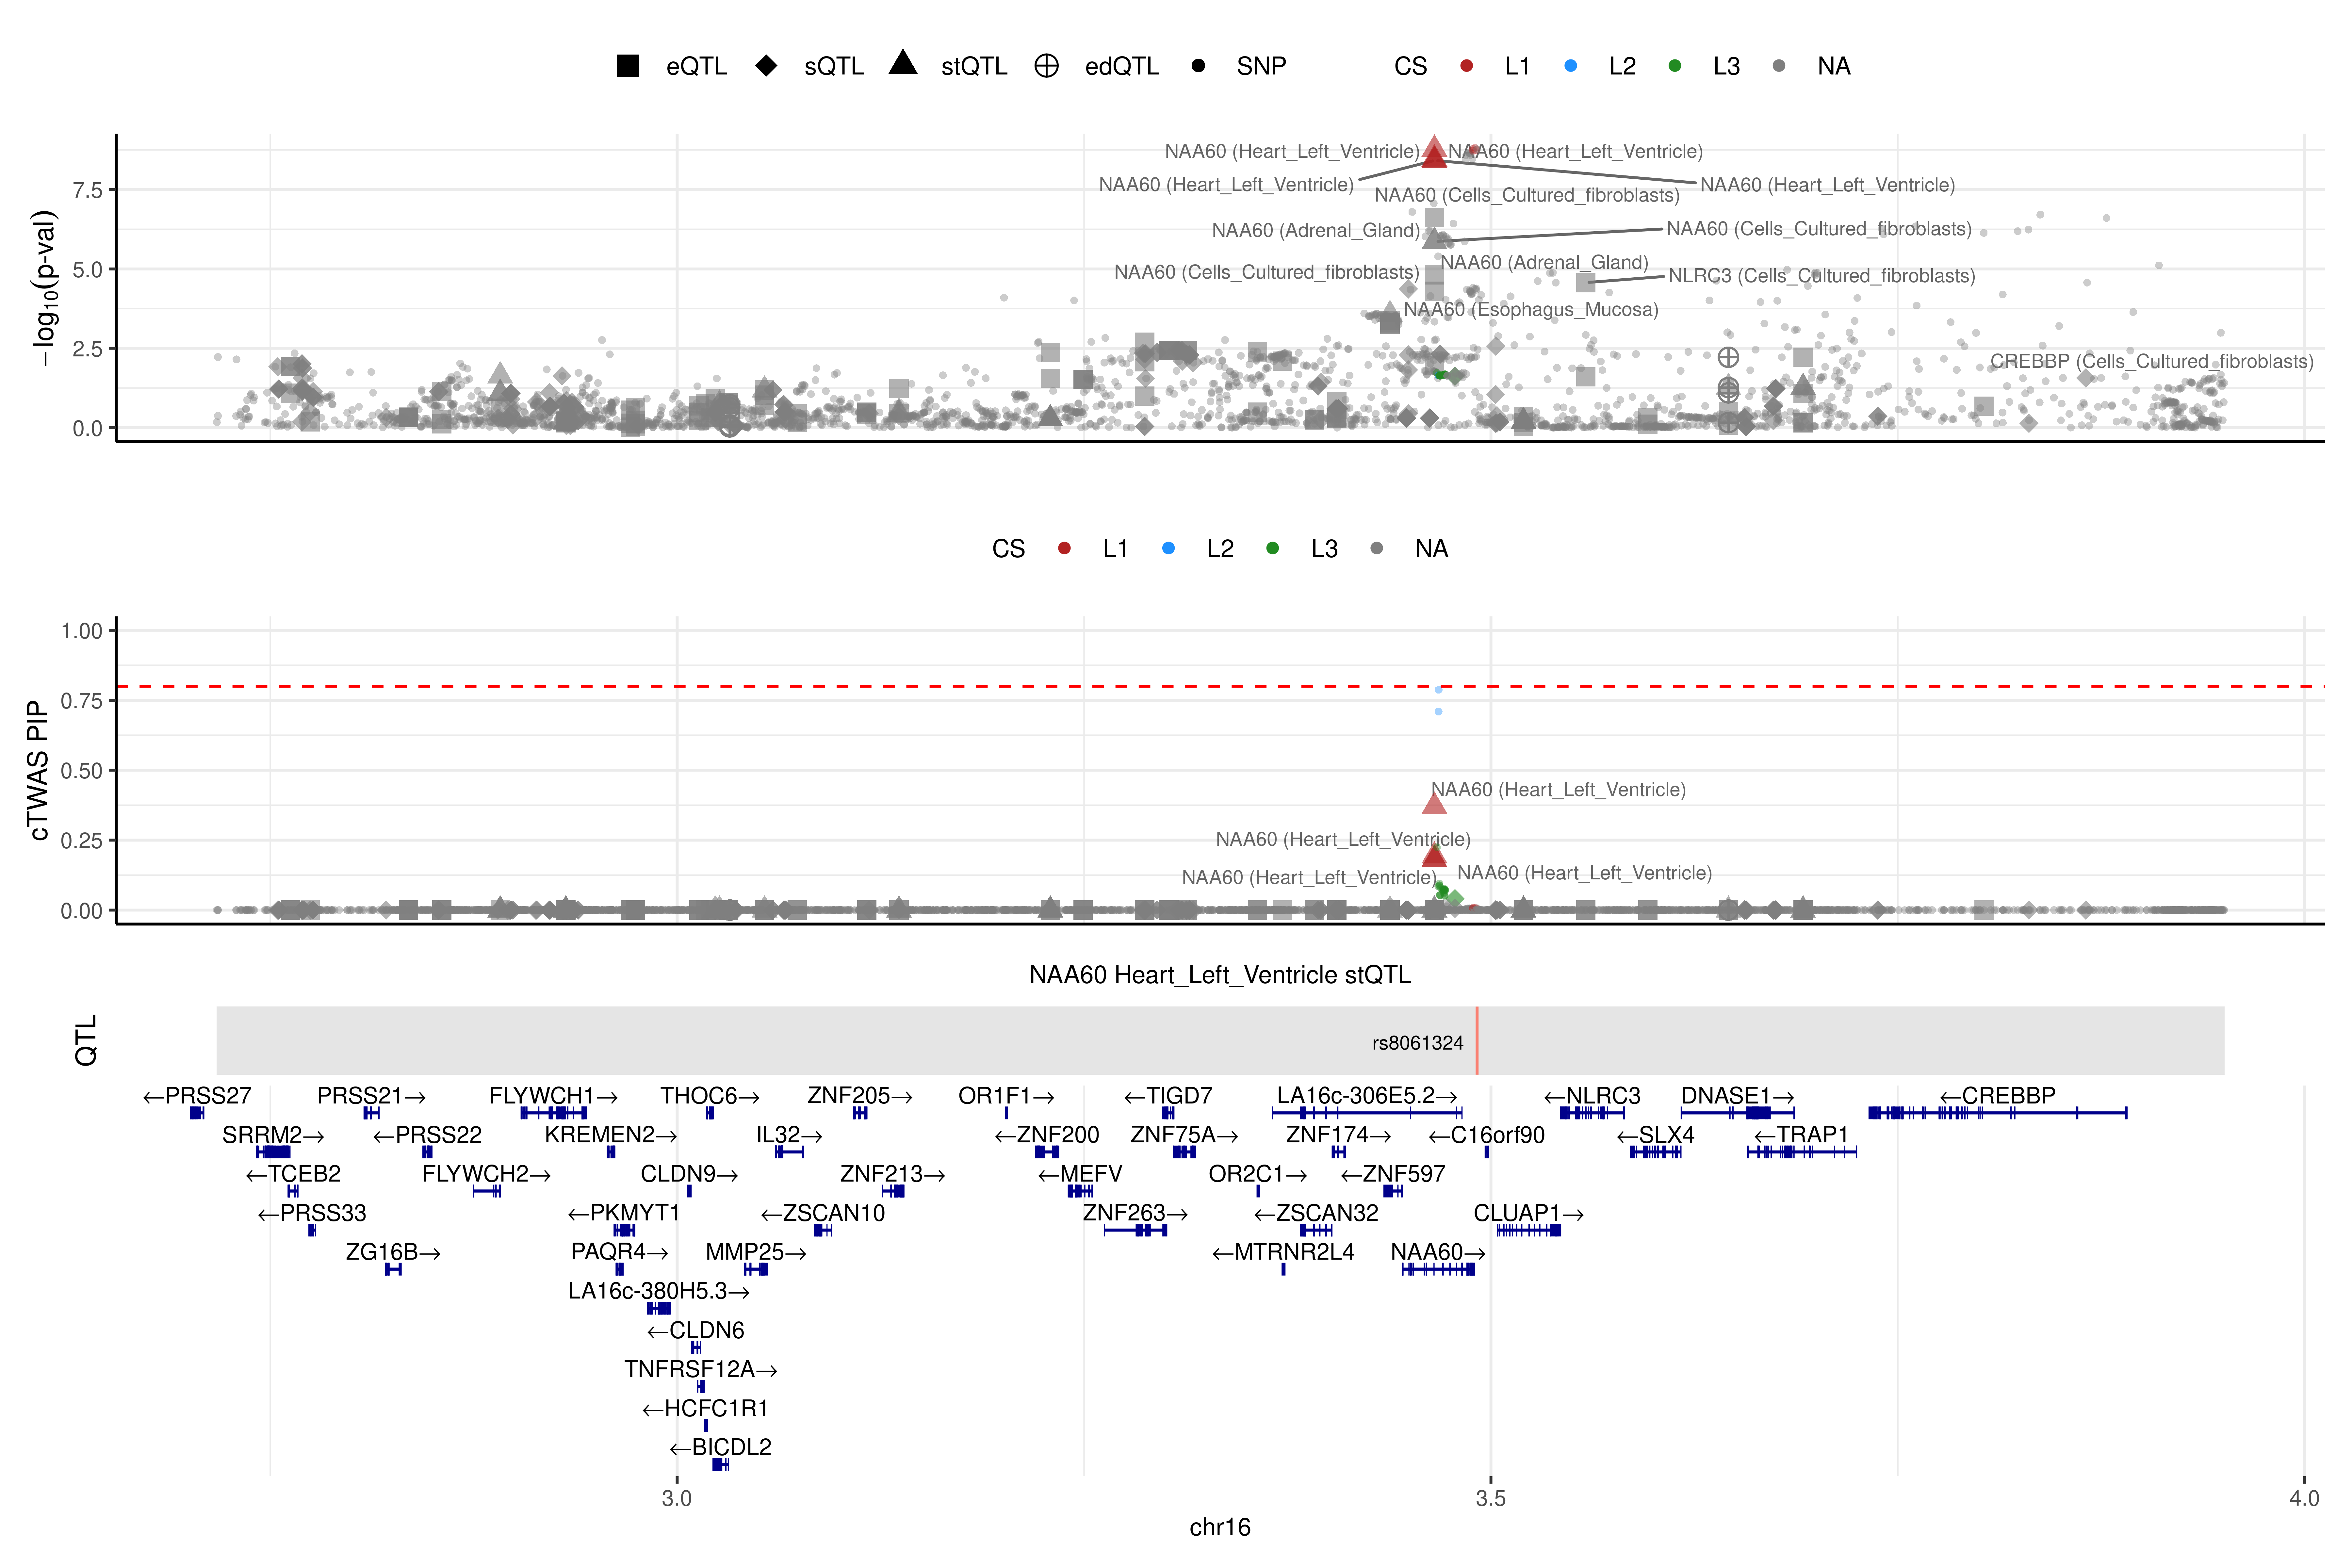 eQTL sQTL stQTL edQTL SNP CS L1 L2 L3 NA
NAA60 (Heart_Left_Ventricle) NAA60 (Heart_Left_Ventricle)
NAA60 (Heart_Left_Ventricle) NAA60 (Heart_Left_Ventricle)
7.5
NAA60 (Cells_Cultured_fibroblasts)
NAA60 (Adrenal_Gland) NAA60 (Cells_Cultured_fibroblasts)
5.0
NAA60 (Adrenal_Gland)
NAA60 (Cells_Cultured_fibroblasts) NLRC3 (Cells_Cultured_fibroblasts)
NAA60 (Esophagus_Mucosa)
2.5
CREBBP (Cells_Cultured_fibroblasts)
0.0
−log10(p-val)
CS L1 L2 L3 NA
1.00
0.75
0.50
NAA60 (Heart_Left_Ventricle)
0.25
NAA60 (Heart_Left_Ventricle)
NAA60 (Heart_Left_Ventricle) NAA60 (Heart_Left_Ventricle)
0.00
cTWAS PIP
NAA60 Heart_Left_Ventricle stQTL
QTL
rs8061324
←PRSS27 PRSS21→ FLYWCH1→ THOC6→ ZNF205→ OR1F1→ ←TIGD7 LA16c-306E5.2→ ←NLRC3 DNASE1→ ←CREBBP
SRRM2→ ←PRSS22 KREMEN2→ IL32→ ←ZNF200 ZNF75A→ ZNF174→ ←C16orf90 ←SLX4 ←TRAP1
←TCEB2 FLYWCH2→ CLDN9→ ZNF213→ ←MEFV OR2C1→ ←ZNF597
←PRSS33 ←PKMYT1 ←ZSCAN10 ZNF263→ ←ZSCAN32 CLUAP1→
ZG16B→ PAQR4→ MMP25→ ←MTRNR2L4 NAA60→
LA16c-380H5.3→
←CLDN6
TNFRSF12A→
←HCFC1R1
←BICDL2
3.0 3.5 4.0
chr16